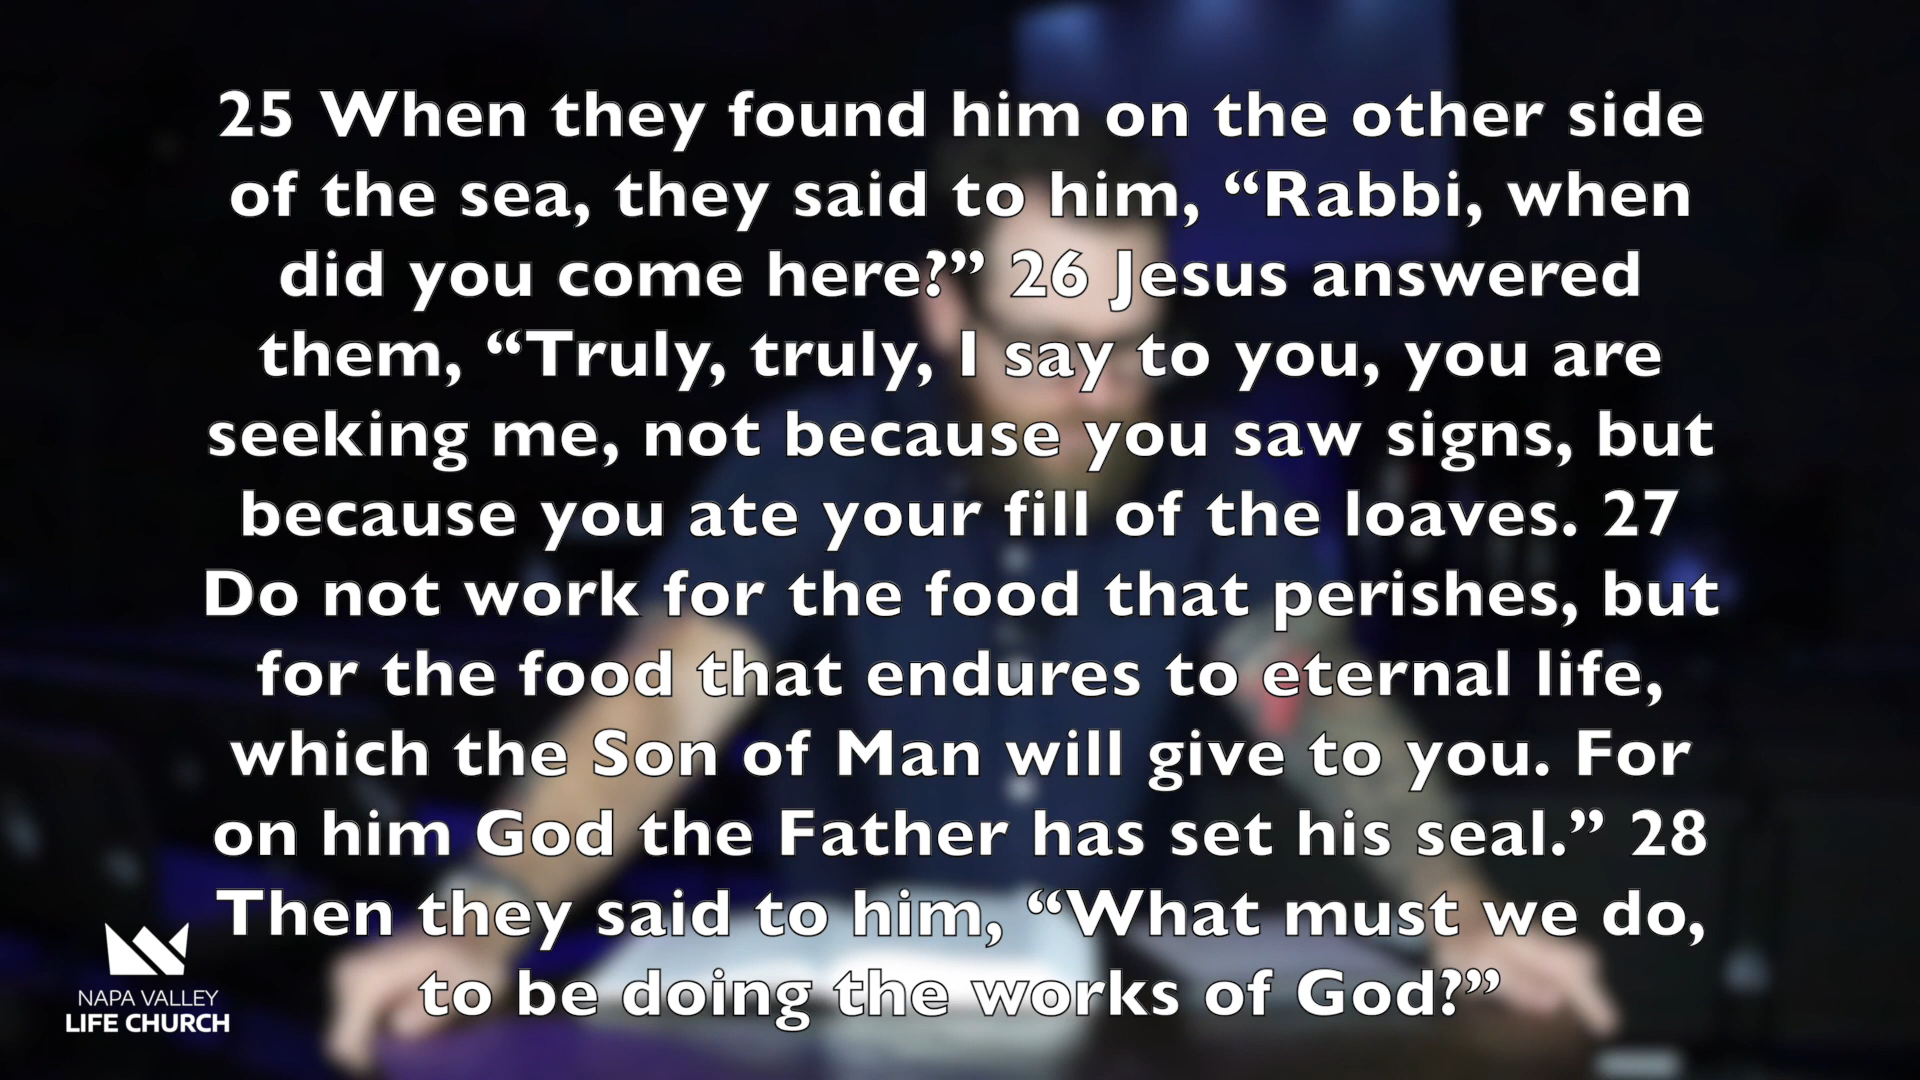 25 When they found him on the other side
of the sea, they said to him, “Rabbi, when
did you come here?” 26 Jesus answered
them, “Truly, truly, I say to you, you are
seeking me, not because you saw signs, but
because you ate your fill of the loaves. 27
Do not work for the food that perishes, but
for the food that endures to eternal life,
which the Son of Man will give to you. For
on him God the Father has set his seal.” 28
Then they said to him, “What must we do,
to be doing the works of God?”
NAPA VALLEY
LIFE CHURCH